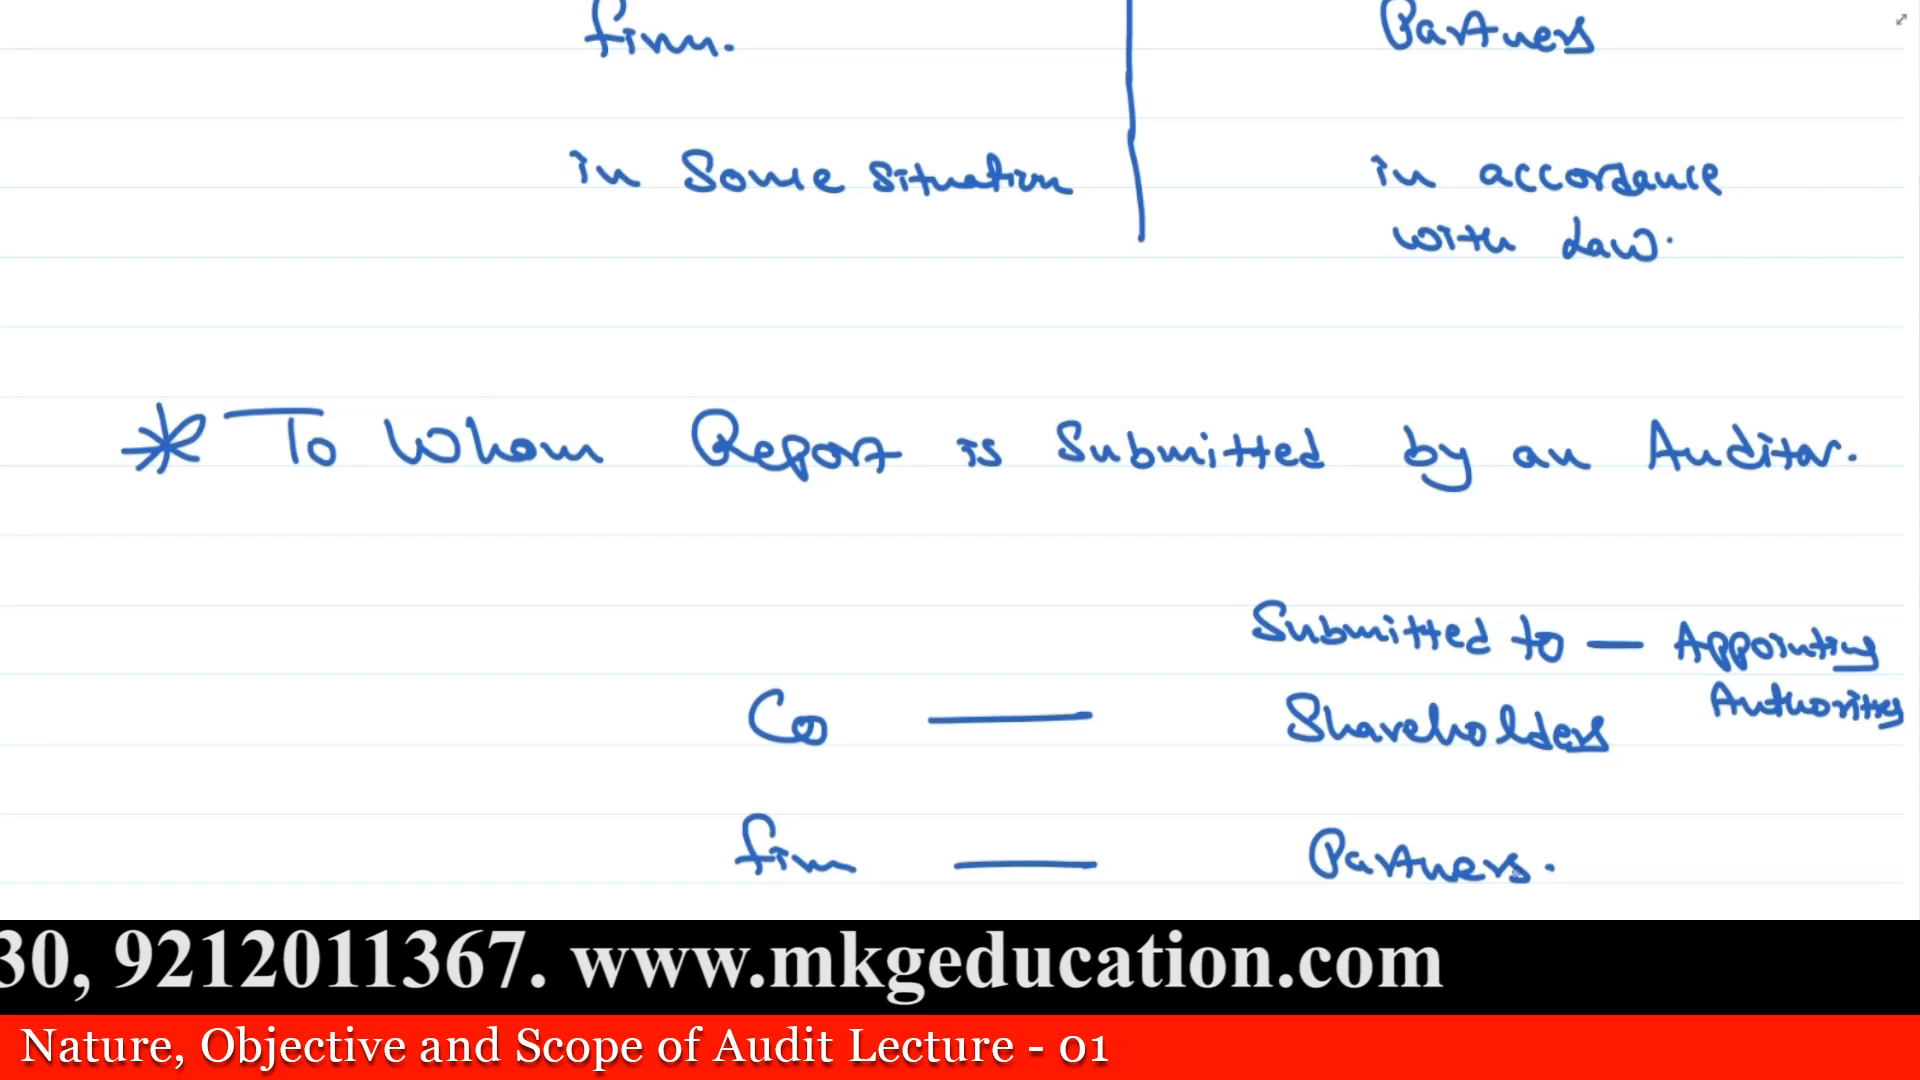 firm. Partners
in Some situation in accordance
with Law.
* To Whom Report is Submitted by an Auditor.
Submitted to — Appointing
Authorities
Co — Shareholders
firm — Partners.
30, 9212011367. www.mkgeducation.com
Nature, Objective and Scope of Audit Lecture - 01